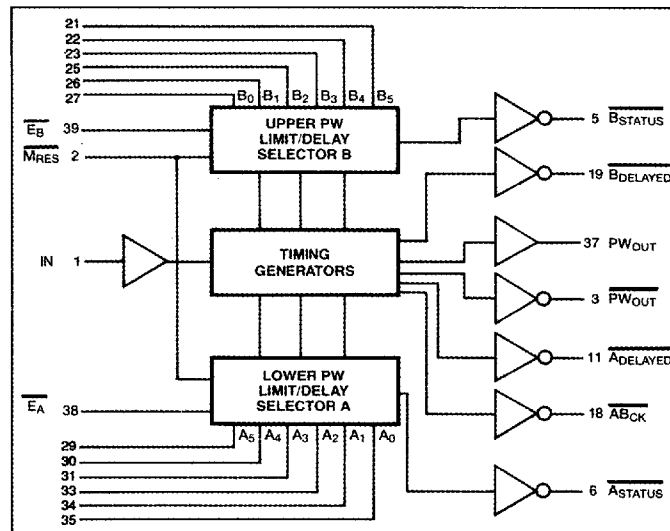 21
22
23
25
26
27
B0 B1 B2 B3 B4 B5
EB 39
MRES 2
UPPER PW
LIMIT/DELAY
SELECTOR B
5 BSTATUS
19 BDELAYED
IN 1
TIMING
GENERATORS
37 PWOUT
3 PWOUT
11 ADELAYED
18 ABCK
6 ASTATUS
LOWER PW
LIMIT/DELAY
SELECTOR A
EA 38
A5 A4 A3 A2 A1 A0
29
30
31
33
34
35